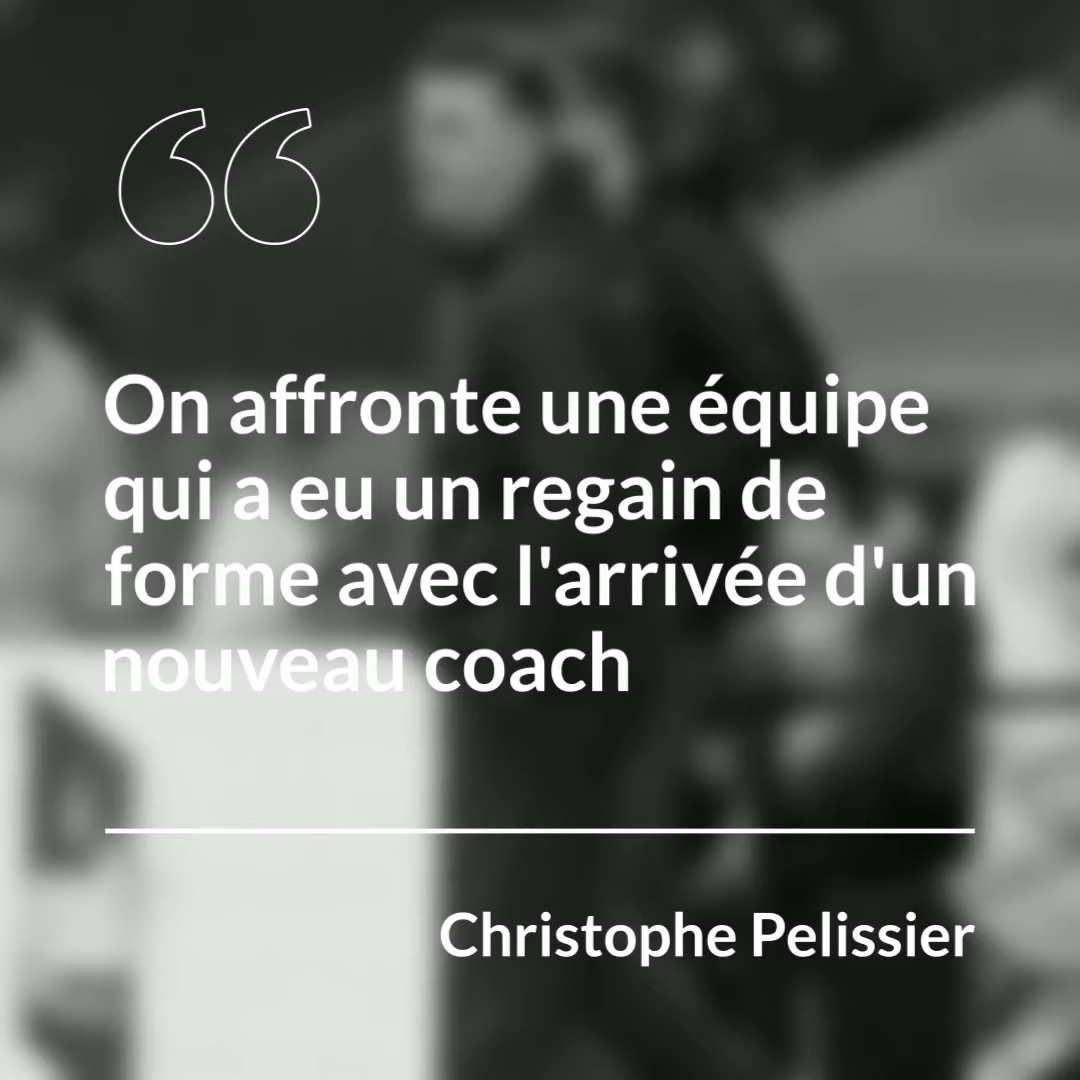 “
On affronte une équipe
qui a eu un regain de
forme avec l'arrivée d'un
nouveau coach
Christophe Pelissier